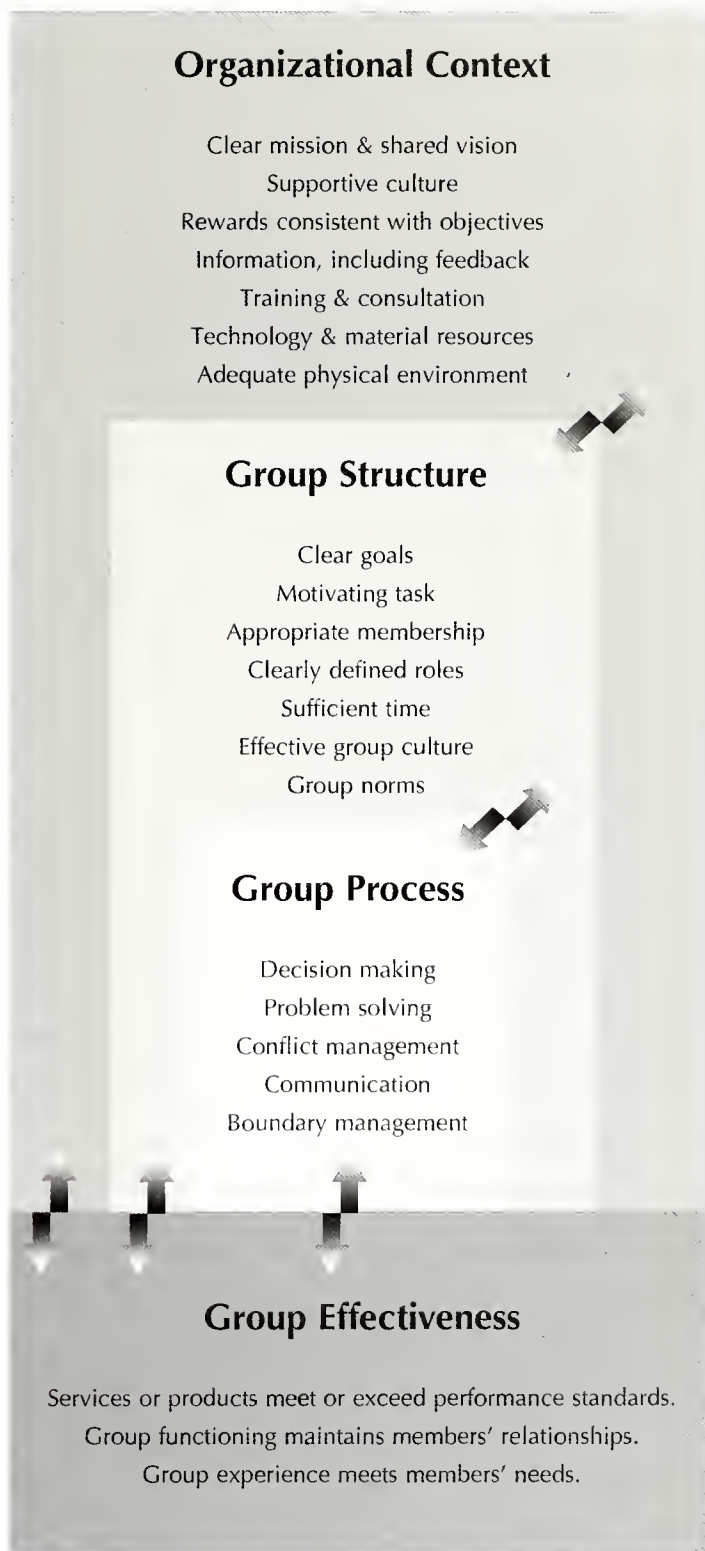 Organizational Context
Clear mission & shared vision
Supportive culture
Rewards consistent with objectives
Information, including feedback
Training & consultation
Technology & material resources
Adequate physical environment
Group Structure
Clear goals
Motivating task
Appropriate membership
Clearly defined roles
Sufficient time
Effective group culture
Group norms
Group Process
Decision making
Problem solving
Conflict management
Communication
Boundary management
Group Effectiveness
Services or products meet or exceed performance standards.
Group functioning maintains members' relationships.
Group experience meets members' needs.